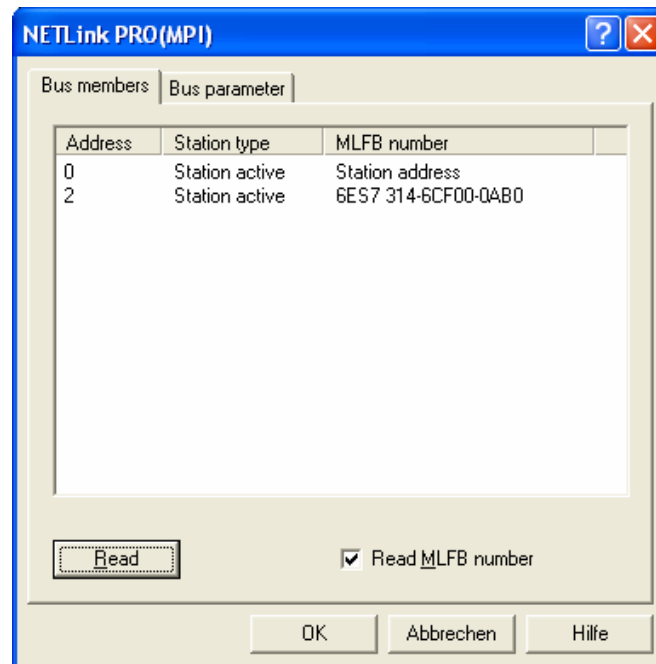 NETLink PRO(MPI)
Bus members Bus parameter
Address Station type MLFB number
0 Station active Station address
2 Station active 6ES7 314-6CF00-0AB0
Read Read MLFB number
OK Abbrechen Hilfe